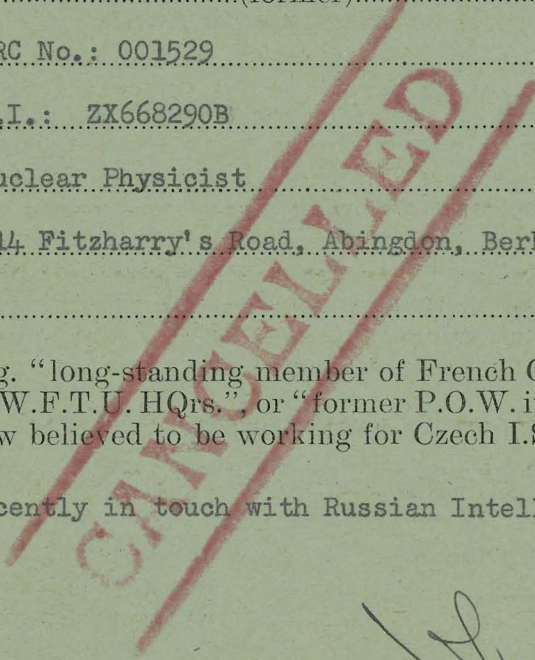 RC No.: 001529
.I.: ZX668290B
uclear Physicist
14 Fitzharry's Road, Abingdon, Berk
g. “long-standing member of French C
W.F.T.U. HQrs.”, or “former P.O.W. i
w believed to be working for Czech I.S
cently in touch with Russian Intell
CANCELLED